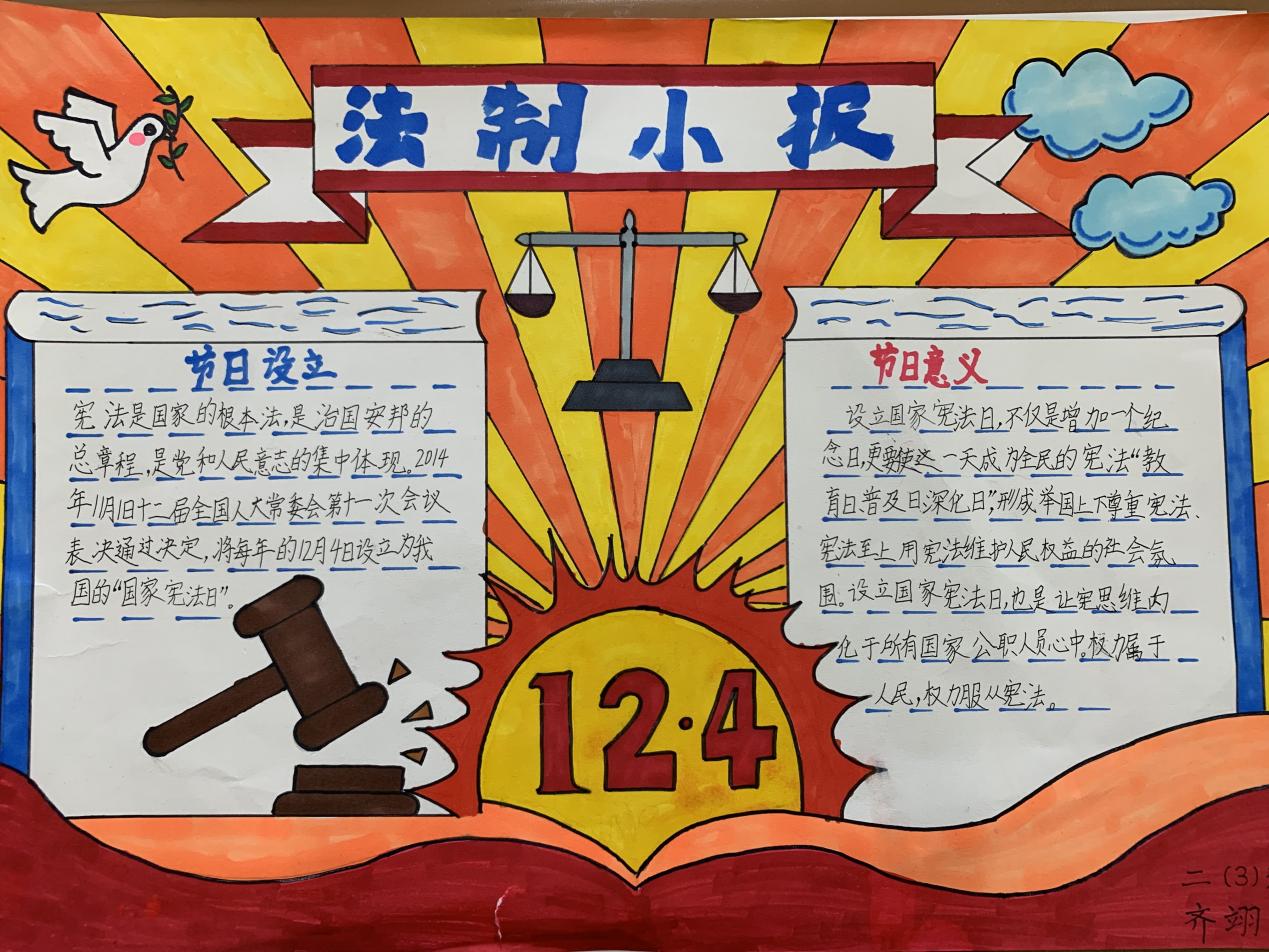 法制小报
节日设立
宪法是国家的根本法,是治国安邦的
总章程,是党和人民意志的集中体现。2014
年11月1日十二届全国人大常委会第十一次会议
表决通过决定,将每年的12月4日设立为我
国的“国家宪法日”。
节日意义
设立国家宪法日,不仅是增加一个纪
念日,更要使这一天成为全民的宪法“教
育日、普及日、深化日”,形成举国上下尊重宪法、
宪法至上、用宪法维护人民权益的社会氛
围。设立国家宪法日,也是让宪思维内
化于所有国家公职人员心中,权力属于
人民,权力服从宪法。
12·4
二(3)
齐翊